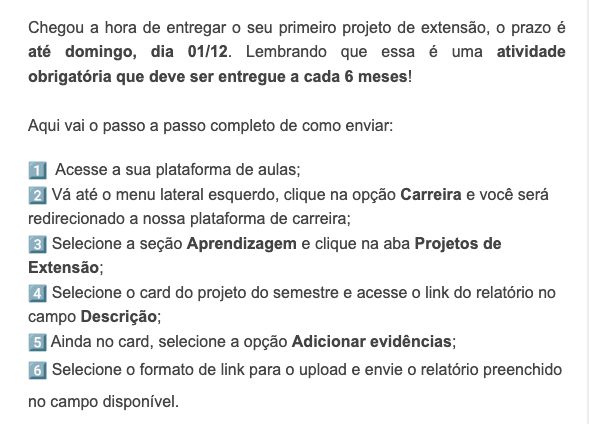 Chegou a hora de entregar o seu primeiro projeto de extensão, o prazo é
até domingo, dia 01/12. Lembrando que essa é uma atividade
obrigatória que deve ser entregue a cada 6 meses!
Aqui vai o passo a passo completo de como enviar:
1️⃣ Acesse a sua plataforma de aulas;
2️⃣ Vá até o menu lateral esquerdo, clique na opção Carreira e você será
redirecionado a nossa plataforma de carreira;
3️⃣ Selecione a seção Aprendizagem e clique na aba Projetos de
Extensão;
4️⃣ Selecione o card do projeto do semestre e acesse o link do relatório no
campo Descrição;
5️⃣ Ainda no card, selecione a opção Adicionar evidências;
6️⃣ Selecione o formato de link para o upload e envie o relatório preenchido
no campo disponível.